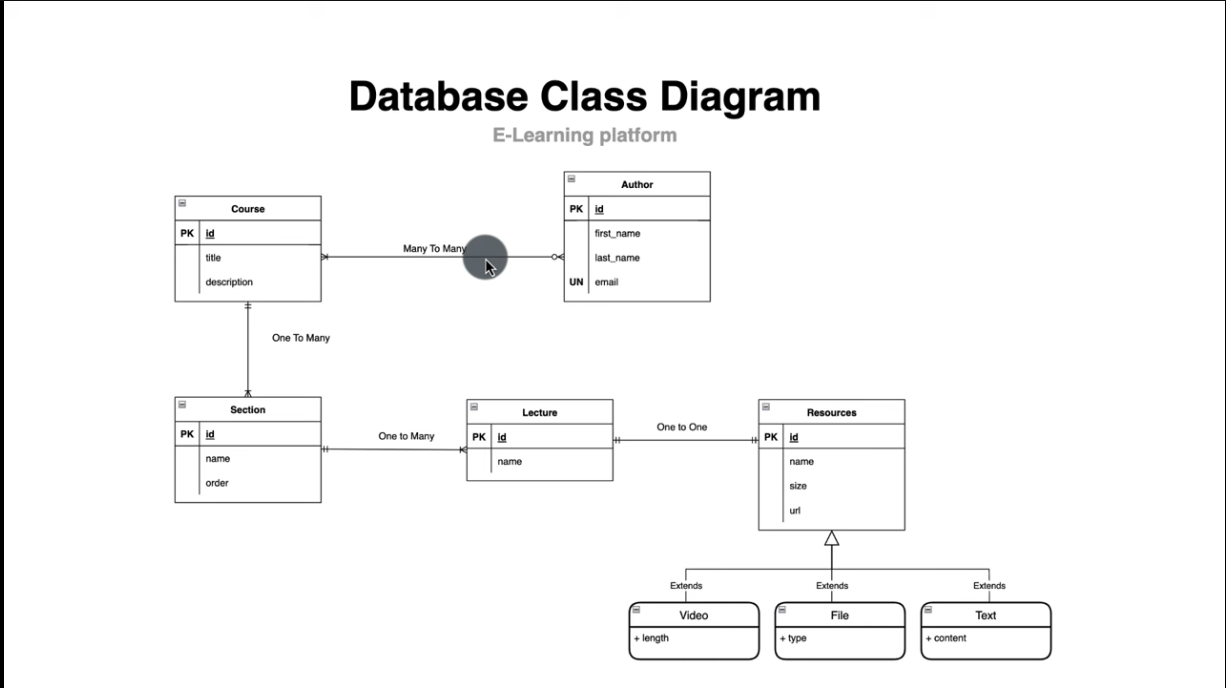 Database Class Diagram
E-Learning platform
Course
PK id
title
description
Many To Many
Author
PK id
first_name
last_name
UN email
One To Many
Section
PK id
name
order
One to Many
Lecture
PK id
name
One to One
Resources
PK id
name
size
url
Extends
Extends
Extends
Video
+ length
File
+ type
Text
+ content